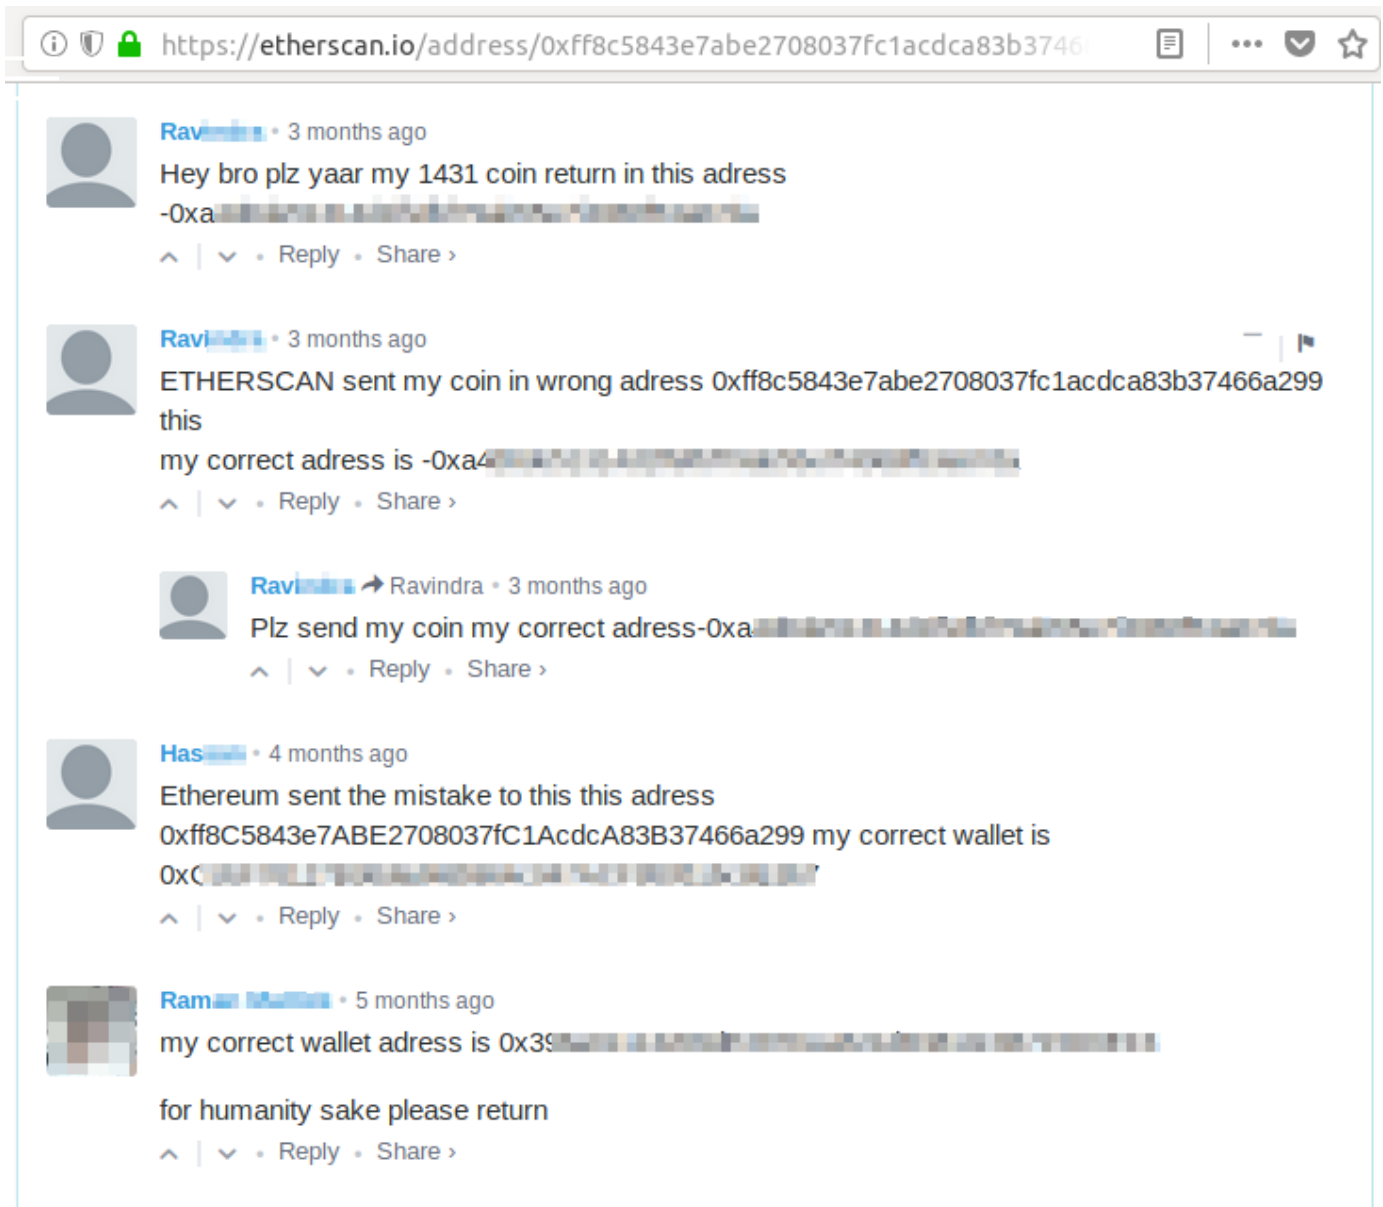 https://etherscan.io/address/0xff8c5843e7abe2708037fc1acdca83b3746
Rav • 3 months ago
Hey bro plz yaar my 1431 coin return in this adress
-0xa
Reply • Share ›
Ravi • 3 months ago
ETHERSCAN sent my coin in wrong adress 0xff8c5843e7abe2708037fc1acdca83b37466a299
this
my correct adress is -0xa4
Reply • Share ›
Rav Ravindra • 3 months ago
Plz send my coin my correct adress-0xa
Reply • Share ›
Has • 4 months ago
Ethereum sent the mistake to this this adress
0xff8C5843e7ABE2708037fC1AcdcA83B37466a299 my correct wallet is
0x
Reply • Share ›
Ram • 5 months ago
my correct wallet adress is 0x39
for humanity sake please return
Reply • Share ›